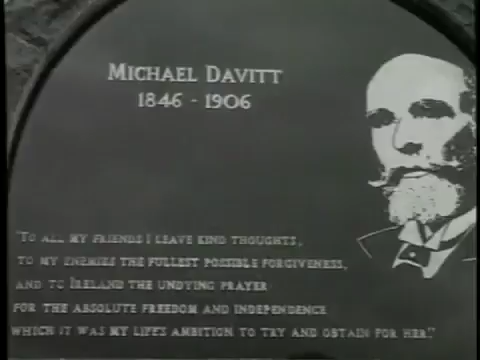 MICHAEL DAVITT
1846 - 1906
"TO ALL MY FRIENDS I LEAVE KIND THOUGHTS,
TO MY ENEMIES THE FULLEST POSSIBLE FORGIVENESS,
AND TO IRELAND THE UNDYING PRAYER
FOR THE ABSOLUTE FREEDOM AND INDEPENDENCE
WHICH IT WAS MY LIFE'S AMBITION TO TRY AND OBTAIN FOR HER."